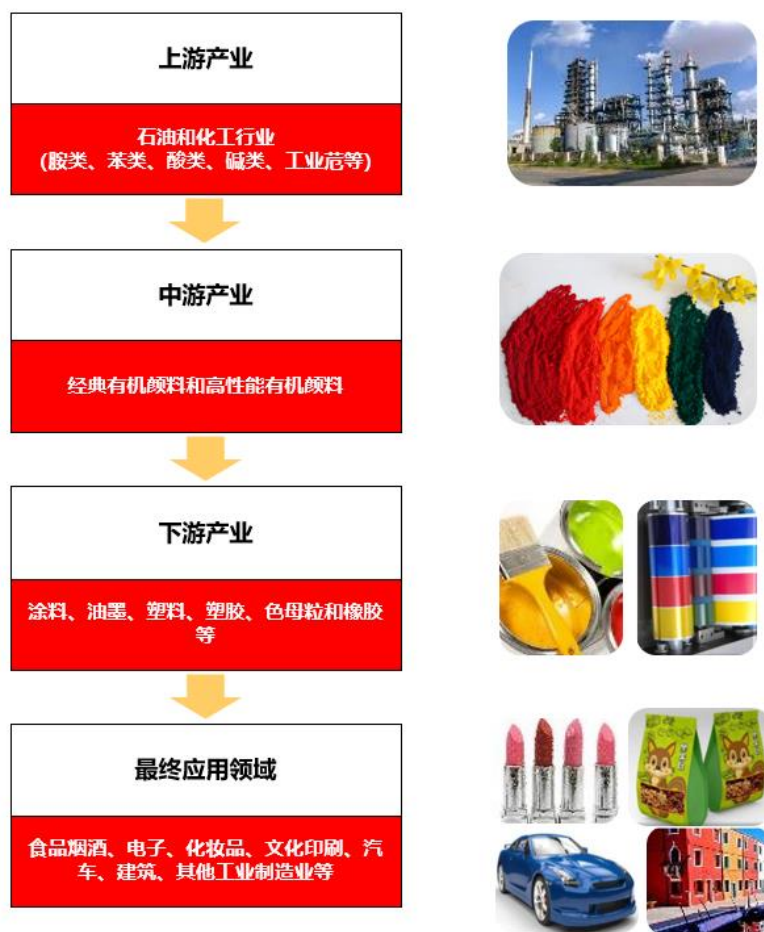 上游产业
石油和化工行业
(胺类、苯类、酸类、碱类、工业萞等)
中游产业
经典有机颜料和高性能有机颜料
下游产业
涂料、油墨、塑料、塑胶、色母粒和橡胶
等
最终应用领域
食品烟酒、电子、化妆品、文化印刷、汽
车、建筑、其他工业制造业等